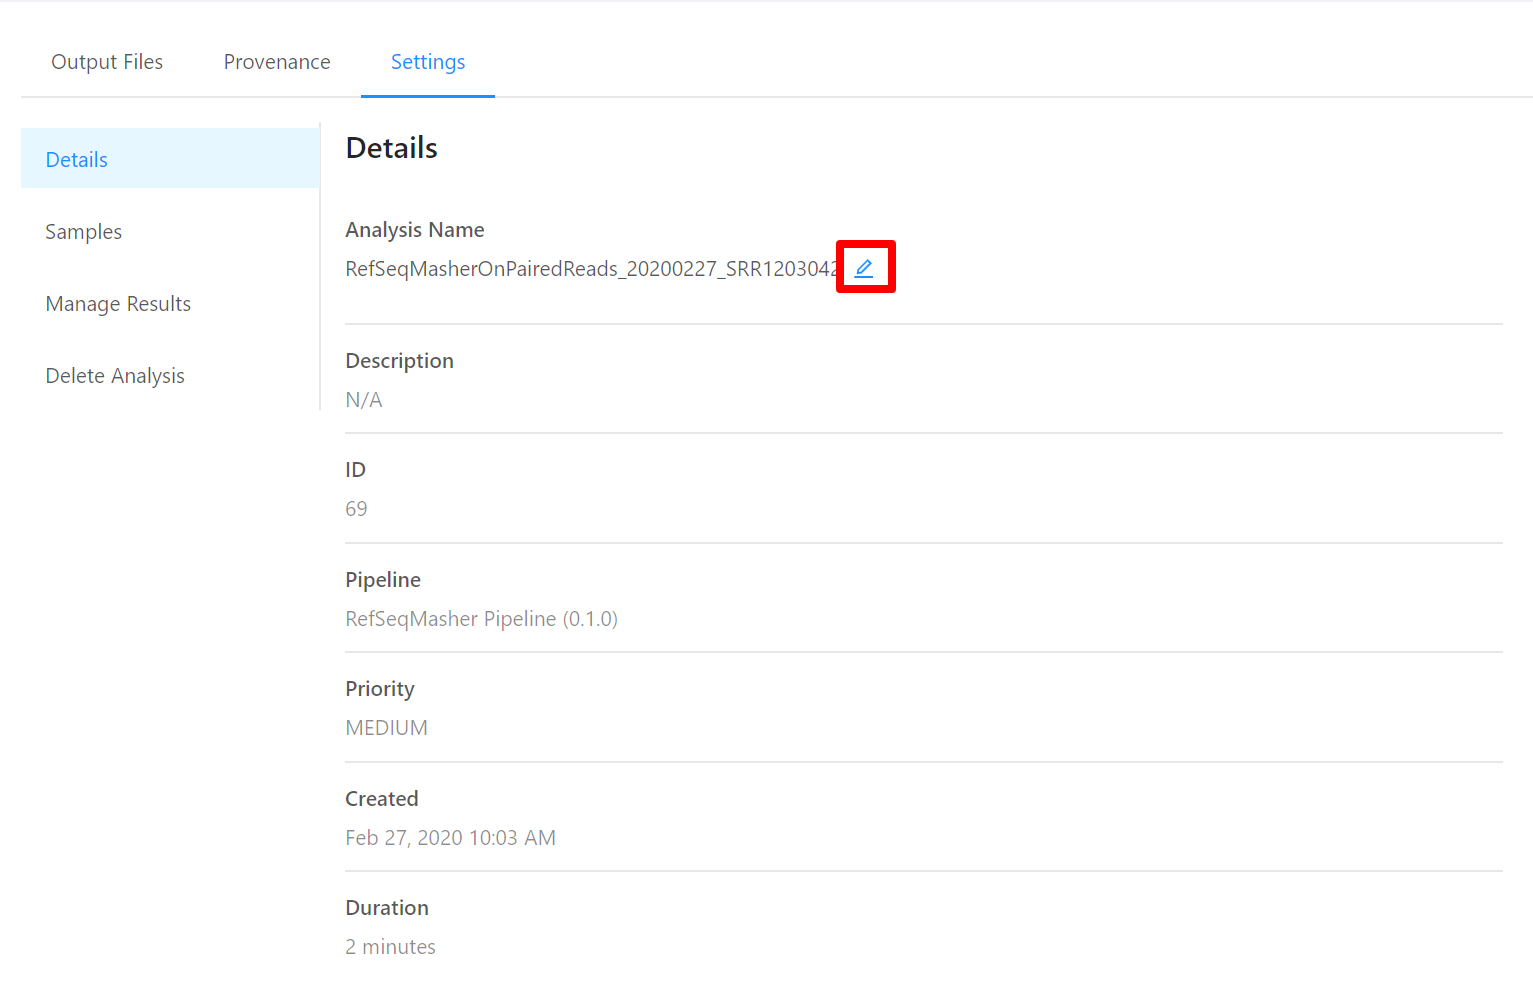 Output Files Provenance Settings
Details
Samples
Manage Results
Delete Analysis
Details
Analysis Name
RefSeqMasherOnPairedReads_20200227_SRR1203042
Description
N/A
ID
69
Pipeline
RefSeqMasher Pipeline (0.1.0)
Priority
MEDIUM
Created
Feb 27, 2020 10:03 AM
Duration
2 minutes